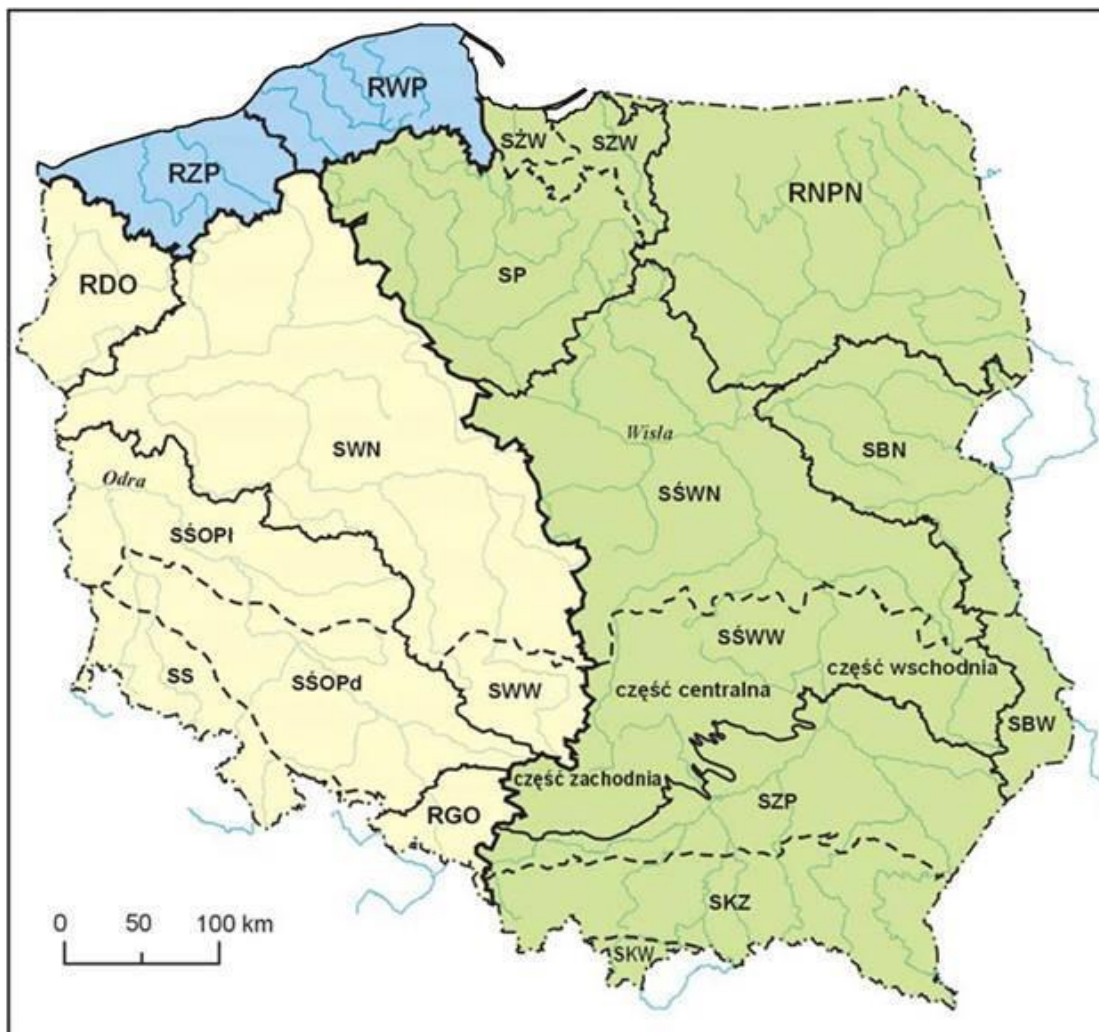 RWP
SŻW
SZW
RZP
RNPN
RDO
SP
Wisła
SWN
SBN
Odra
SŚWN
SŚOPl
SŚWW
część wschodnia
SS
SŚOPd
SWW
część centralna
SBW
część zachodnia
SZP
RGO
SKZ
0 50 100 km
SKW